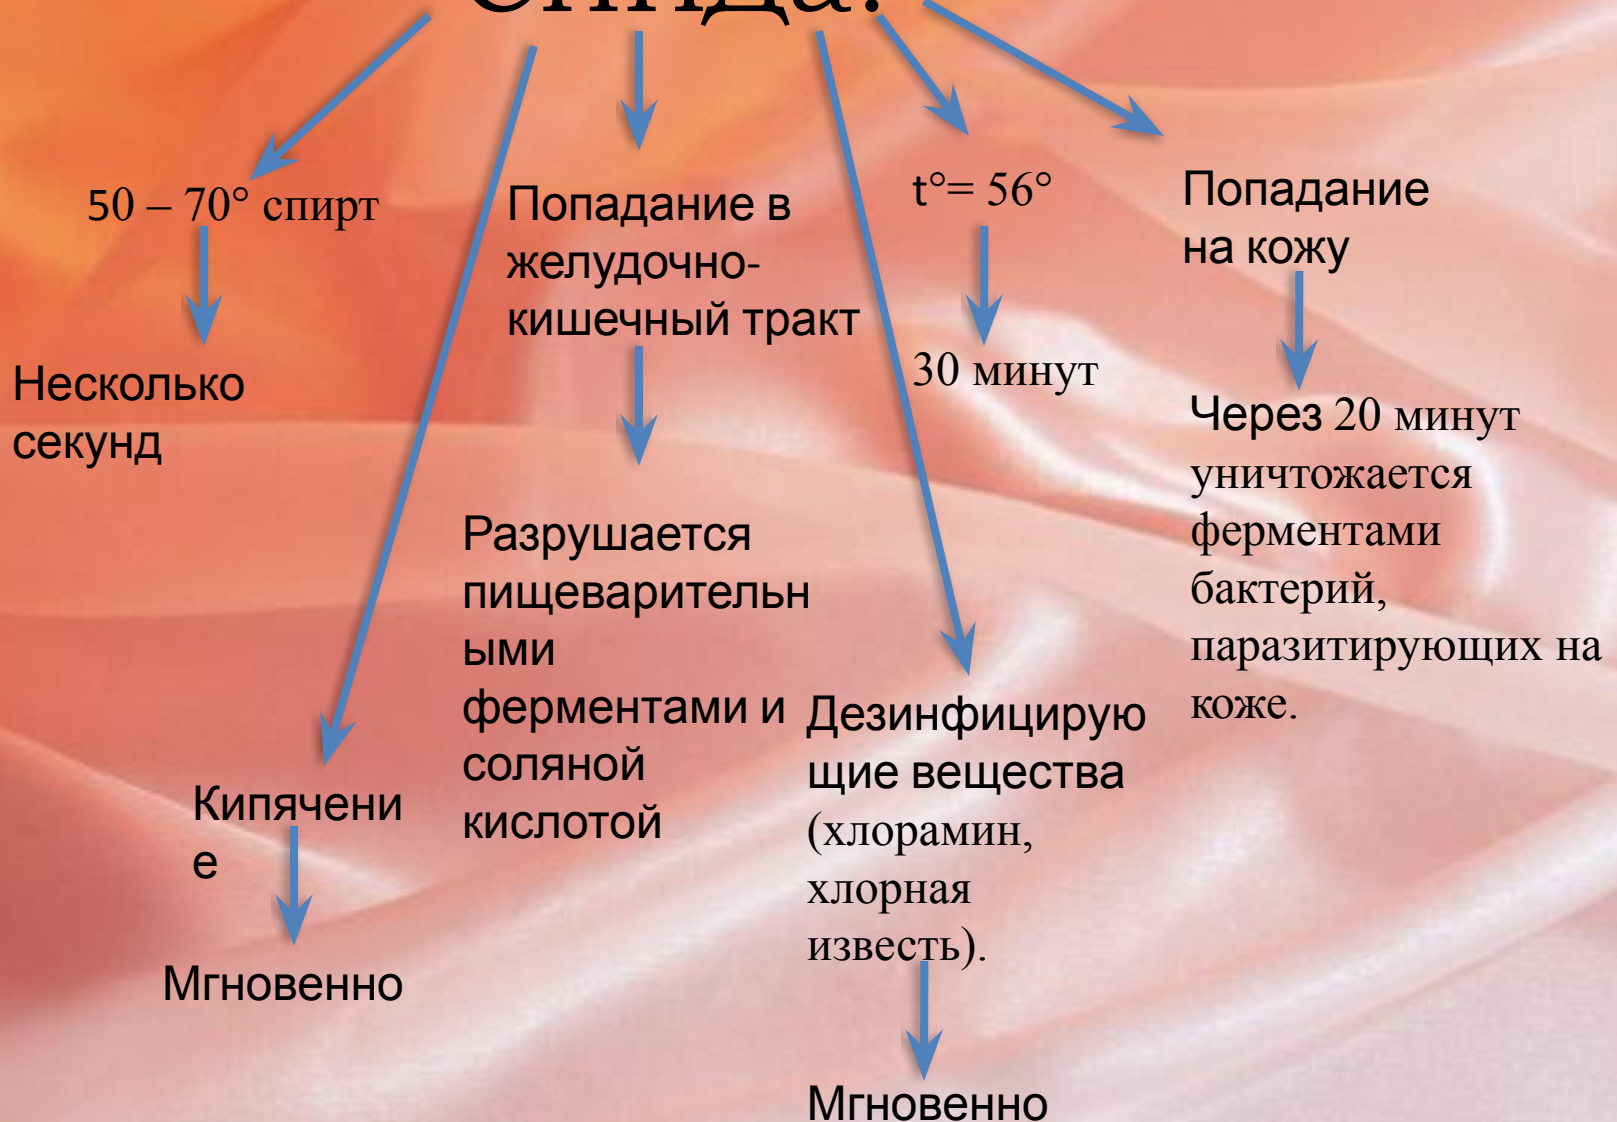 СПИДа?
50 – 70° спирт
Несколько
секунд
Кипячени
е
Мгновенно
Попадание в
желудочно-
кишечный тракт
Разрушается
пищеварительн
ыми
ферментами и
соляной
кислотой
Дезинфицирую
щие вещества
(хлорамин,
хлорная
известь).
Мгновенно
t°= 56°
30 минут
Попадание
на кожу
Через 20 минут
уничтожается
ферментами
бактерий,
паразитирующих на
коже.